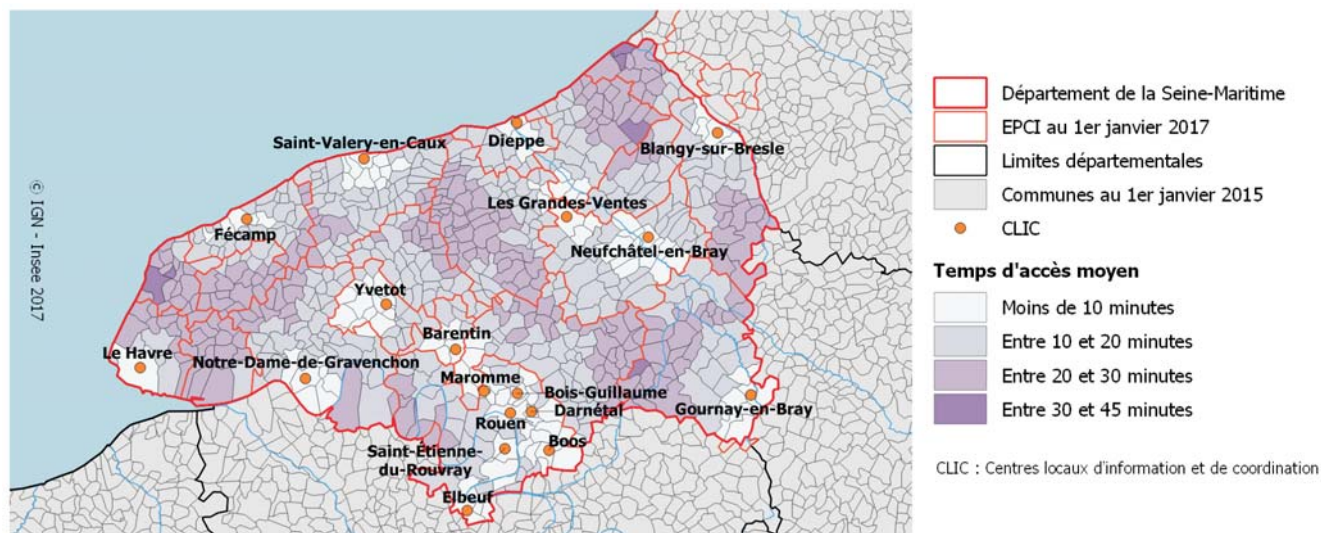 Saint-Valery-en-Caux
Dieppe
Blangy-sur-Bresle
Les Grandes-Ventes
Fécamp
Neufchâtel-en-Bray
Yvetot
Barentin
Le Havre
Notre-Dame-de-Gravenchon
Maromme
Bois-Guillaume
Darnétal
Gournay-en-Bray
Rouen
Boos
Saint-Étienne-
du-Rouvray
Elbeuf
© IGN - Insee 2017
Département de la Seine-Maritime
EPCI au 1er janvier 2017
Limites départementales
Communes au 1er janvier 2015
CLIC
Temps d'accès moyen
Moins de 10 minutes
Entre 10 et 20 minutes
Entre 20 et 30 minutes
Entre 30 et 45 minutes
CLIC : Centres locaux d'information et de coordination